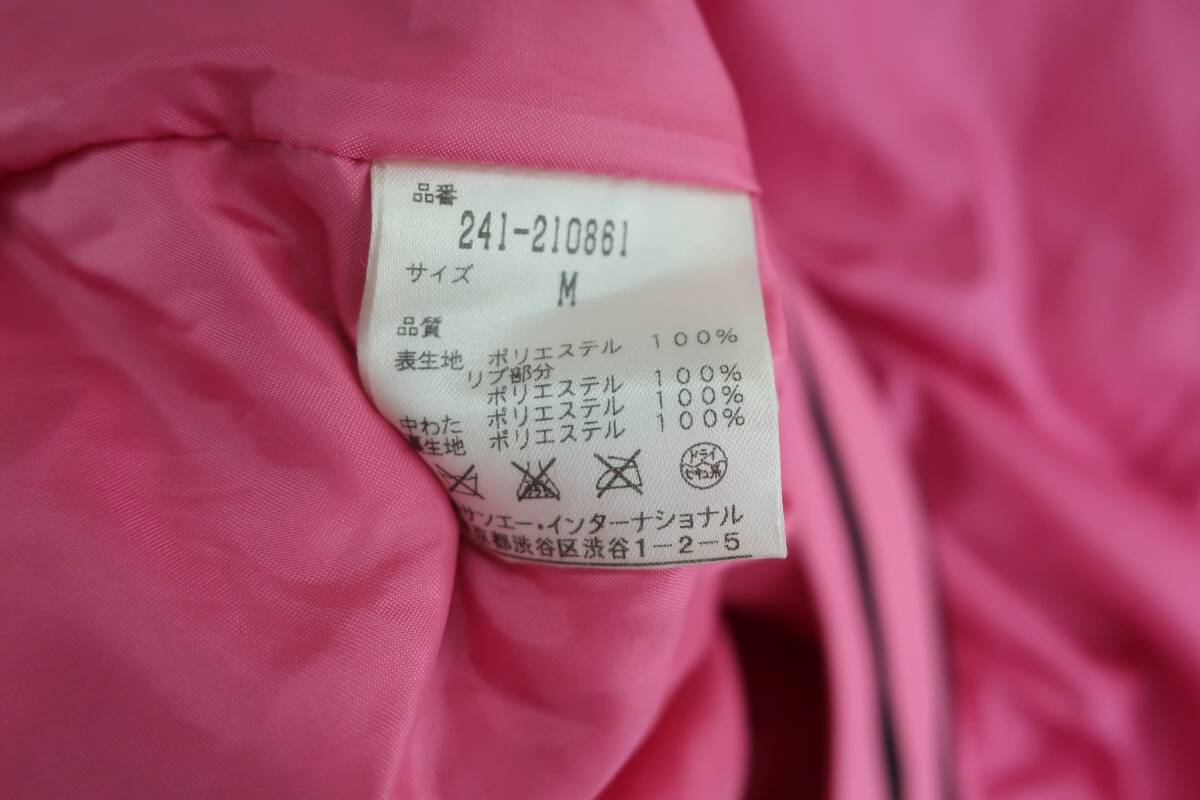 品番
241-210861
サイズ
M
品質
表生地 ポリエステル 100%
リブ部分
ポリエステル 100%
中わた ポリエステル 100%
裏生地 ポリエステル 100%
ドライ
セキユ系
サンエー・インターナショナル
京都渋谷区渋谷1-2-5